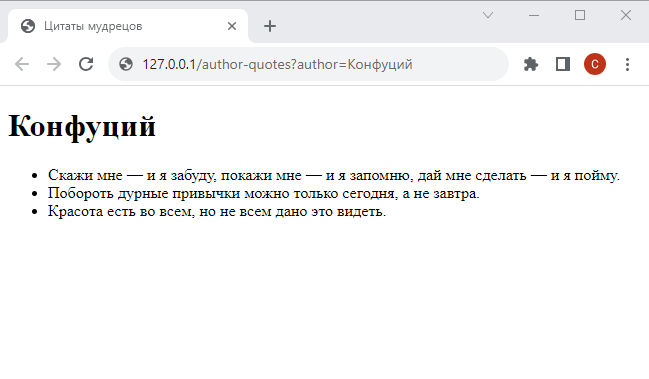 Цитаты мудрецов
127.0.0.1/author-quotes?author=Конфуций
С
Конфуций
Скажи мне — и я забуду, покажи мне — и я запомню, дай мне сделать — и я пойму.
Побороть дурные привычки можно только сегодня, а не завтра.
Красота есть во всем, но не всем дано это видеть.